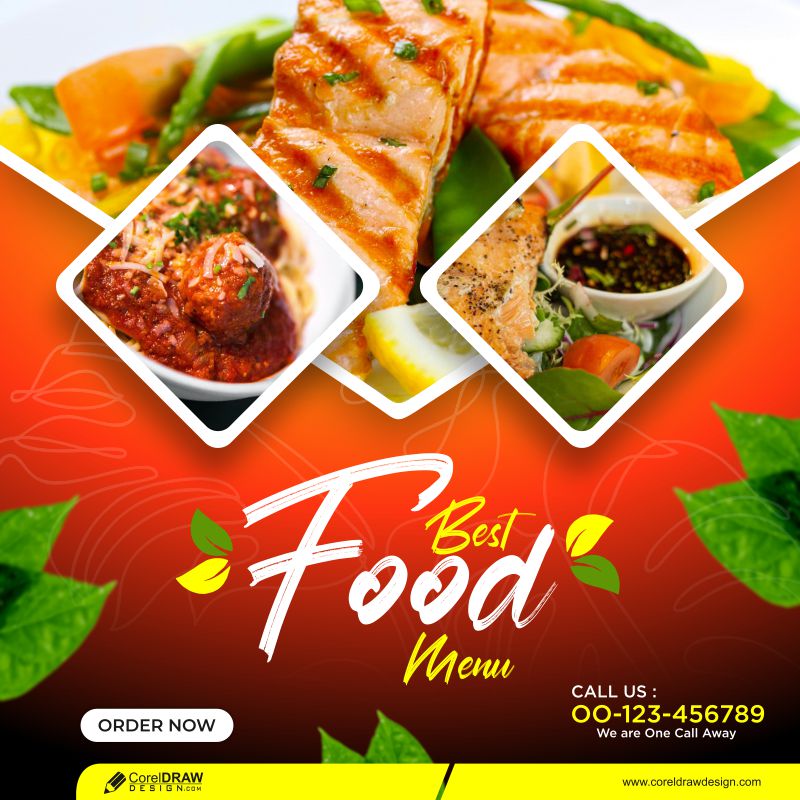 Best
Food
Menu
CALL US :
OO-123-456789
We are One Call Away
ORDER NOW
CorelDRAW
DESIGN.COM
www.coreldrawdesign.com